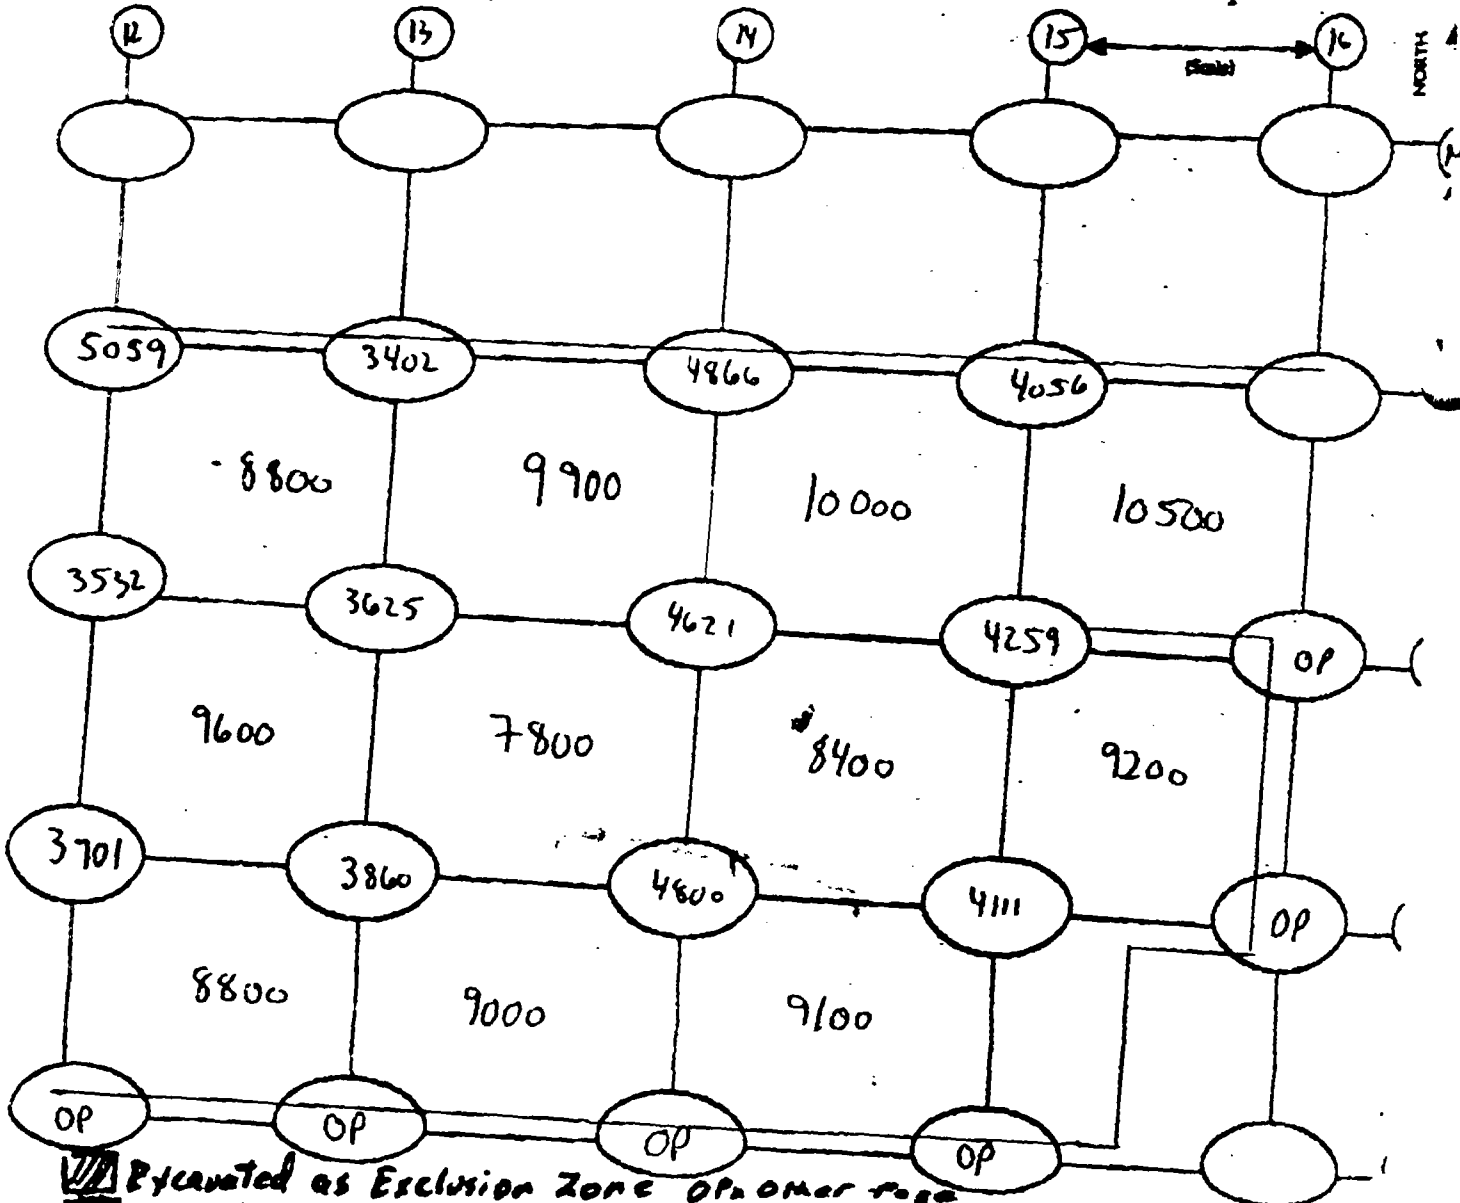 12 13 14 15 16
(Scale)
NORTH
5059 3402 4866 4056
8800 9900 10000 10500
3532 3625 4621 4259 OP
9600 7800 8400 9200
3701 3860 4800 4111 OP
8800 9000 9100
OP OP OP OP
Excavated as Exclusion Zone